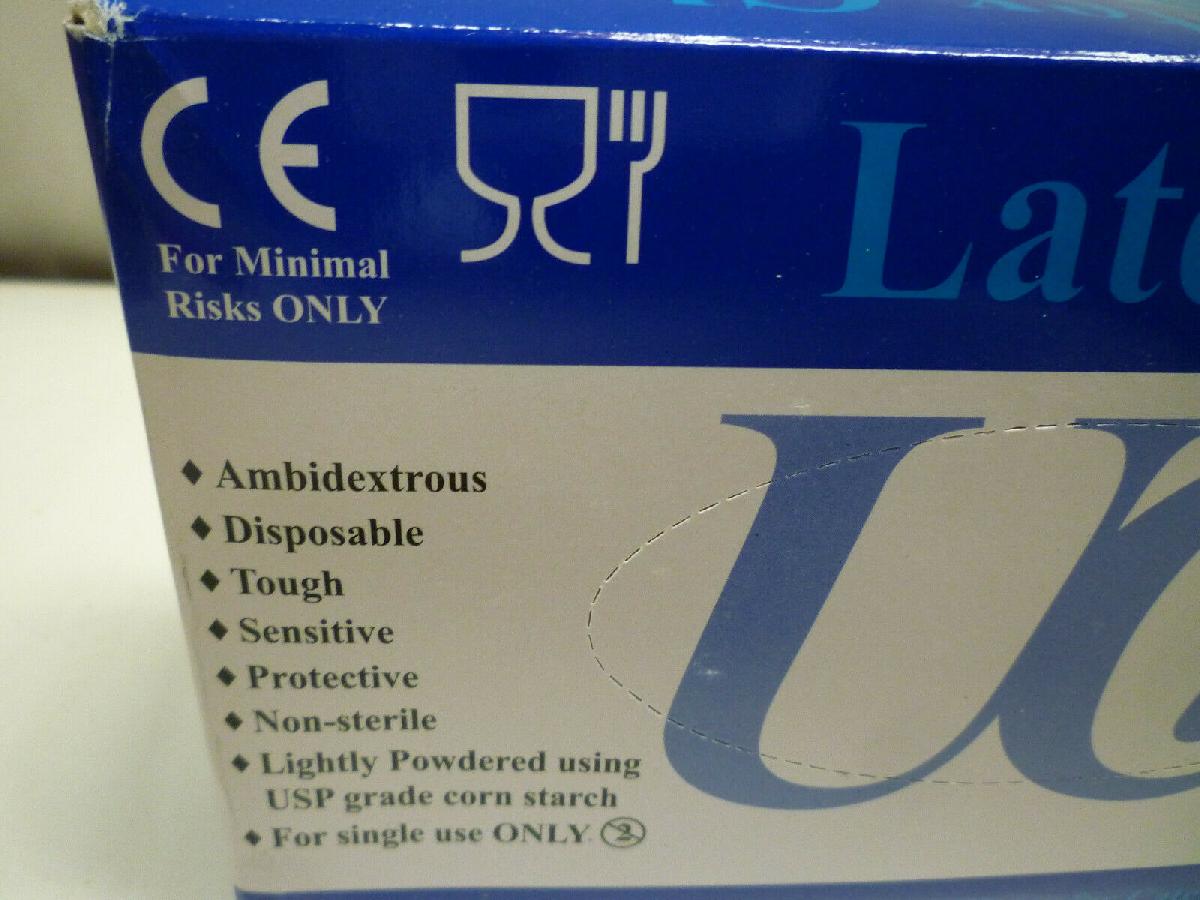 CE
For Minimal
Risks ONLY
♦ Ambidextrous
♦ Disposable
♦ Tough
♦ Sensitive
♦ Protective
♦ Non-sterile
♦ Lightly Powdered using
USP grade corn starch
♦ For single use ONLY 2